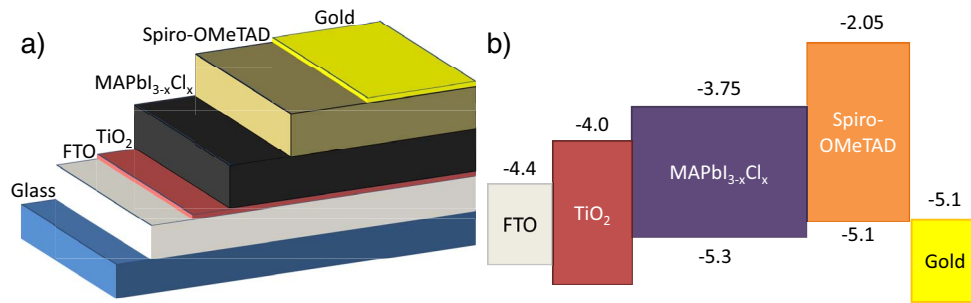 a)
Gold
Spiro-OMeTAD
MAPbI₃₋ₓClₓ
TiO₂
FTO
Glass
b)
-2.05
-3.75
-4.0
-4.4
Spiro-
OMeTAD
MAPbI₃₋ₓClₓ
TiO₂
FTO
-5.1
-5.3
-5.1
Gold